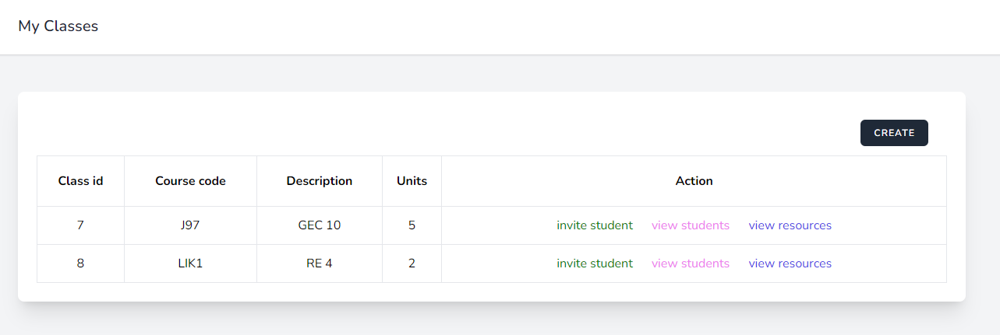 My Classes
CREATE
Class id Course code Description Units Action
7 J97 GEC 10 5 invite student view students view resources
8 LIK1 RE 4 2 invite student view students view resources